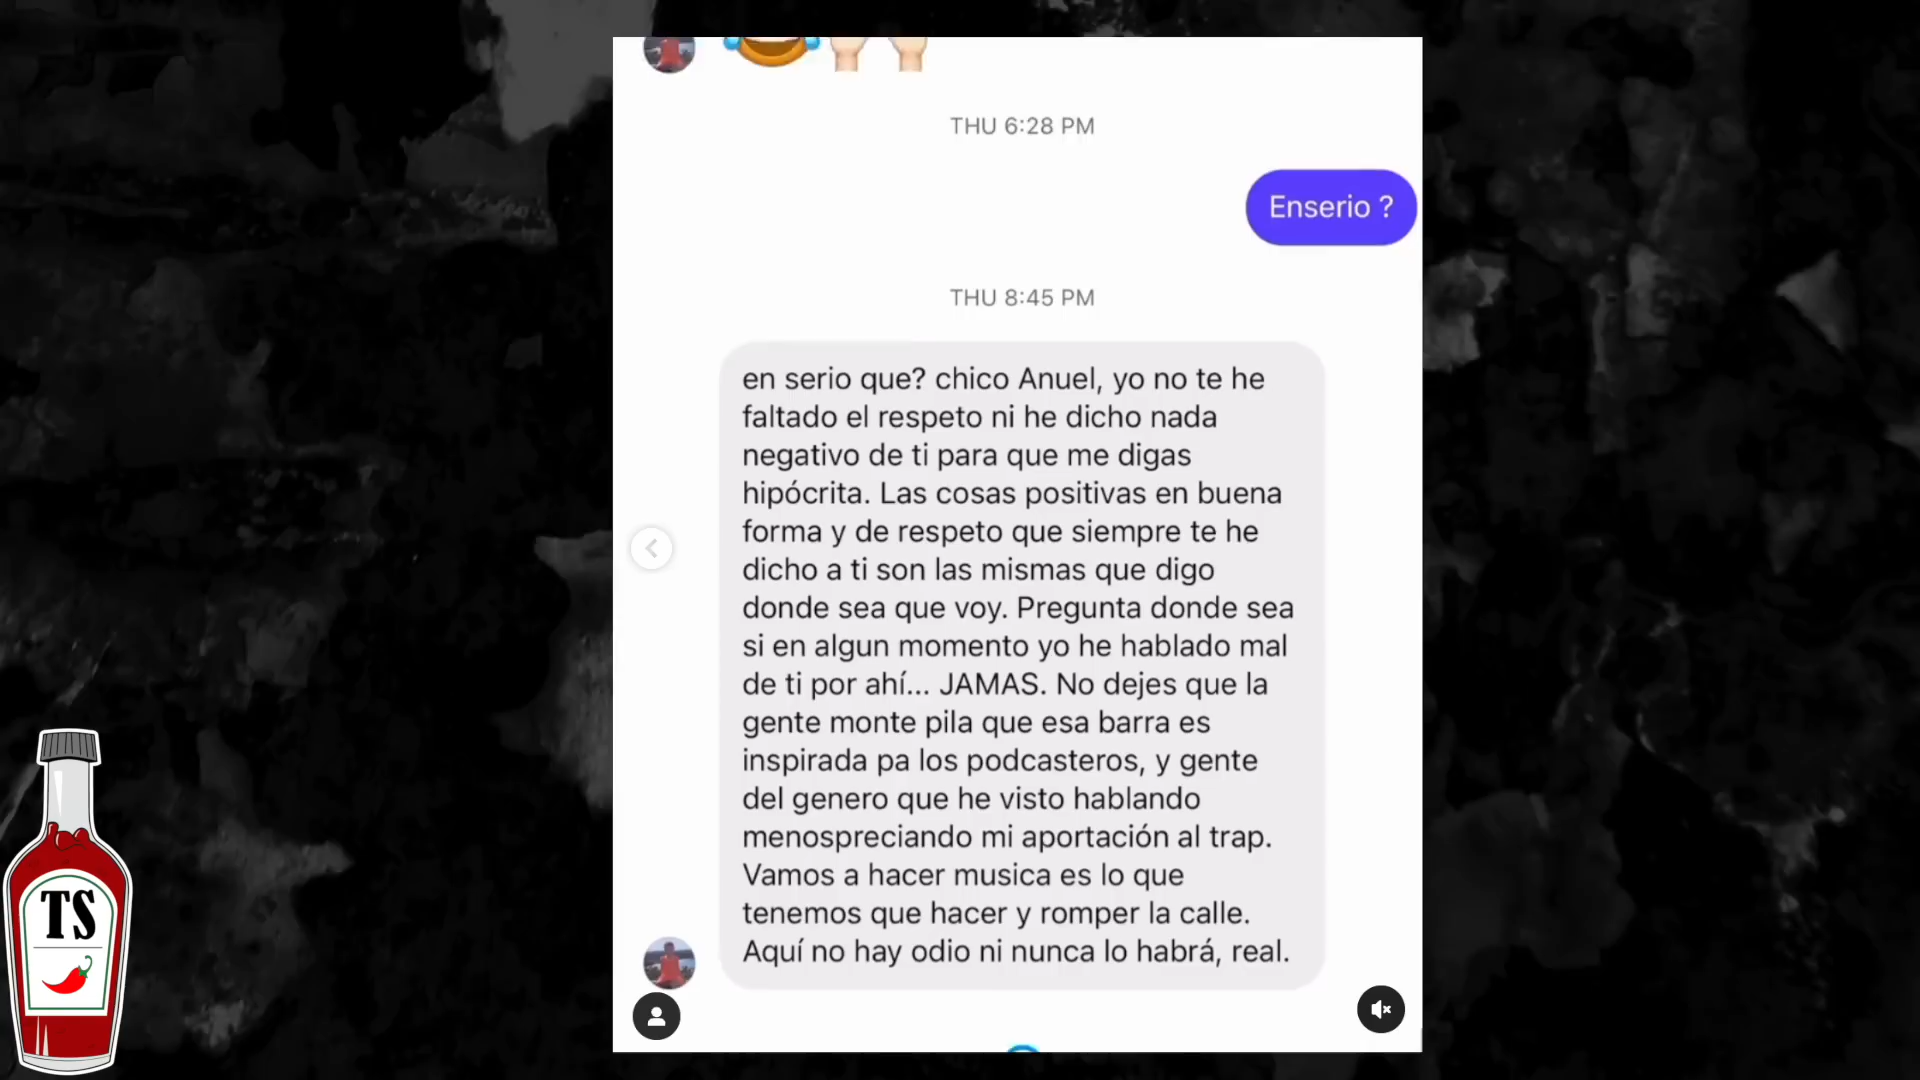 THU 6:28 PM
Enserio ?
THU 8:45 PM
en serio que? chico Anuel, yo no te he
faltado el respeto ni he dicho nada
negativo de ti para que me digas
hipócrita. Las cosas positivas en buena
forma y de respeto que siempre te he
dicho a ti son las mismas que digo
donde sea que voy. Pregunta donde sea
si en algun momento yo he hablado mal
de ti por ahí... JAMAS. No dejes que la
gente monte pila que esa barra es
inspirada pa los podcasteros, y gente
del genero que he visto hablando
menospreciando mi aportación al trap.
Vamos a hacer musica es lo que
tenemos que hacer y romper la calle.
Aquí no hay odio ni nunca lo habrá, real.
TS